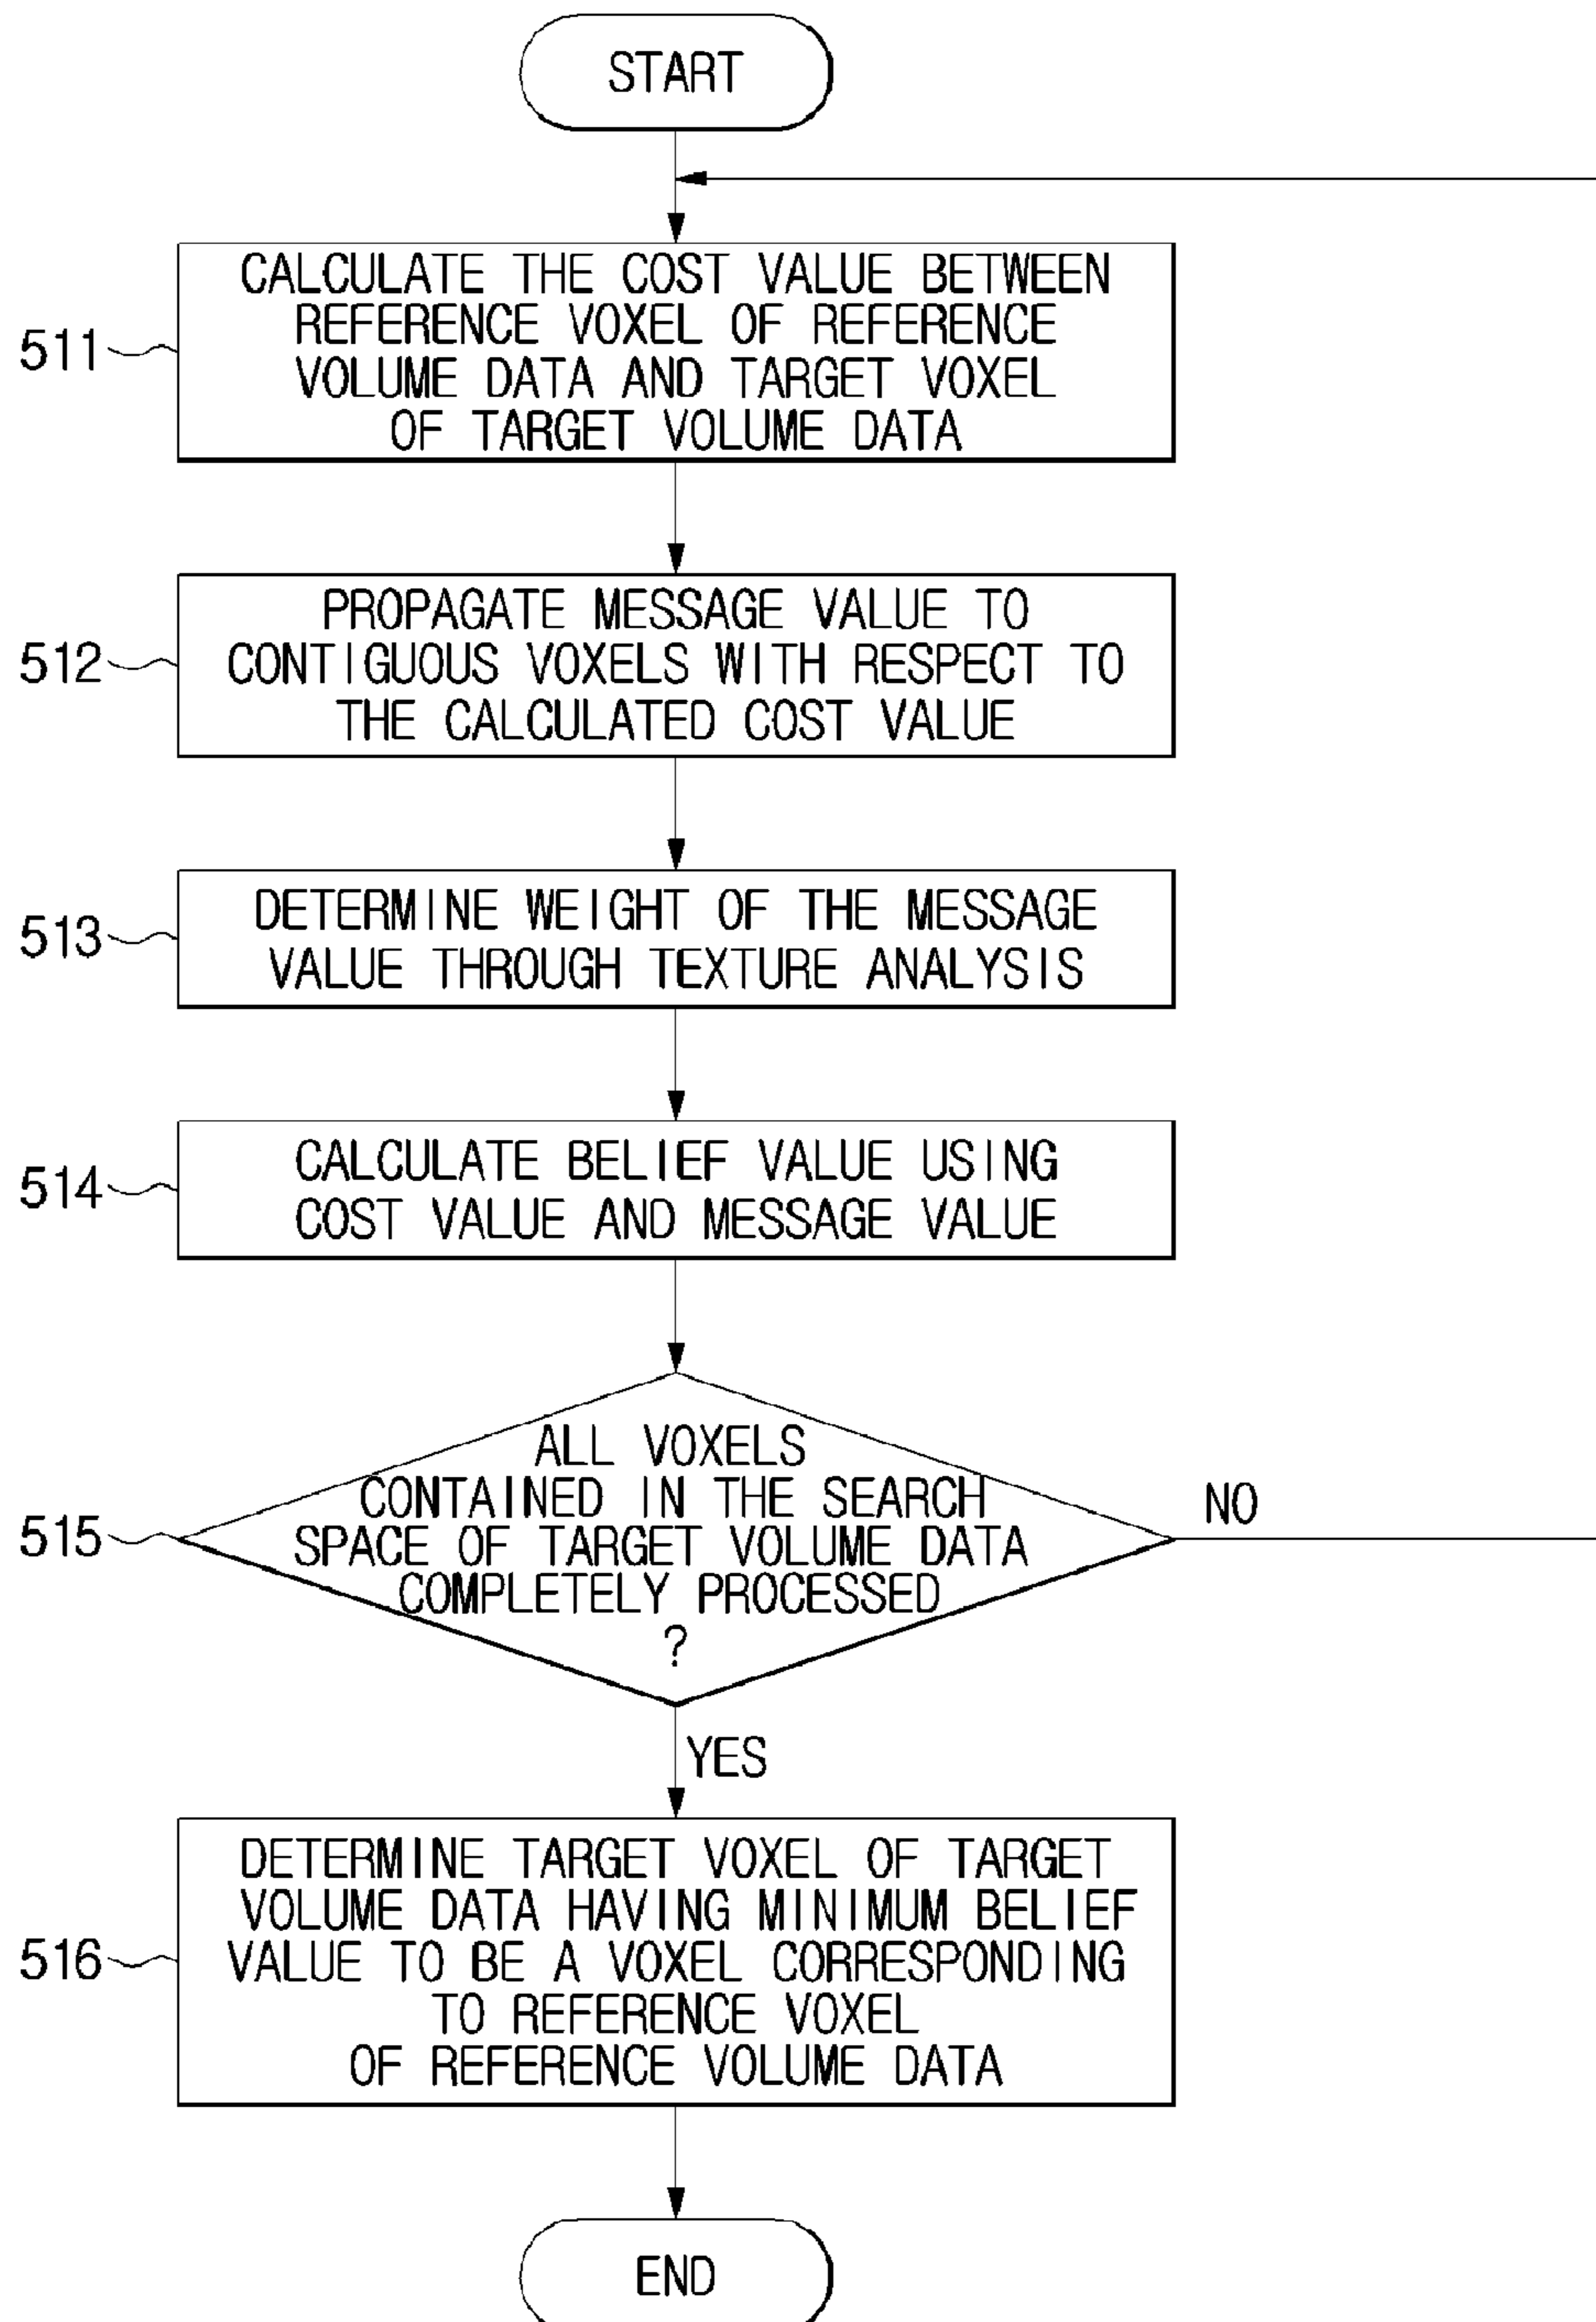 START
CALCULATE THE COST VALUE BETWEEN
REFERENCE VOXEL OF REFERENCE
511
VOLUME DATA AND TARGET VOXEL
OF TARGET VOLUME DATA
PROPAGATE MESSAGE VALUE TO
512
CONTIGUOUS VOXELS WITH RESPECT TO
THE CALCULATED COST VALUE
513
DETERMINE WEIGHT OF THE MESSAGE
VALUE THROUGH TEXTURE ANALYSIS
514
CALCULATE BELIEF VALUE USING
COST VALUE AND MESSAGE VALUE
ALL VOXELS
CONTAINED IN THE SEARCH
515
SPACE OF TARGET VOLUME DATA
COMPLETELY PROCESSED
?
NO
YES
DETERMINE TARGET VOXEL OF TARGET
VOLUME DATA HAVING MINIMUM BELIEF
516
VALUE TO BE A VOXEL CORRESPONDING
TO REFERENCE VOXEL
OF REFERENCE VOLUME DATA
END